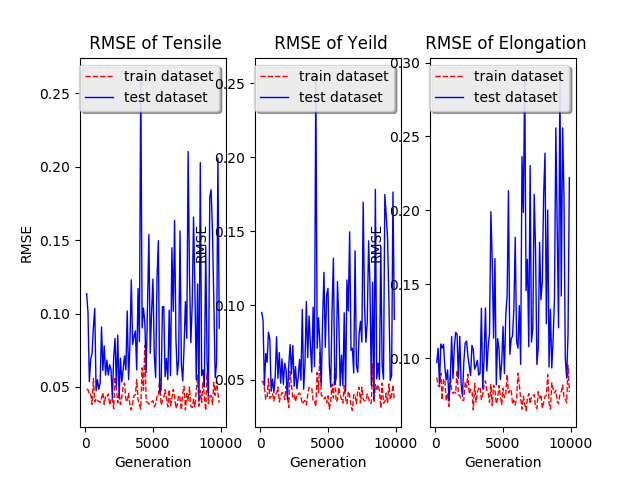 RMSE of Tensile
RMSE
0.25
0.20
0.15
0.10
0.05
train dataset
test dataset
0 5000 10000
Generation
RMSE of Yeild
RMSE
0.25
0.20
0.15
0.10
0.05
train dataset
test dataset
0 5000 10000
Generation
RMSE of Elongation
RMSE
0.30
0.25
0.20
0.15
0.10
train dataset
test dataset
0 5000 10000
Generation